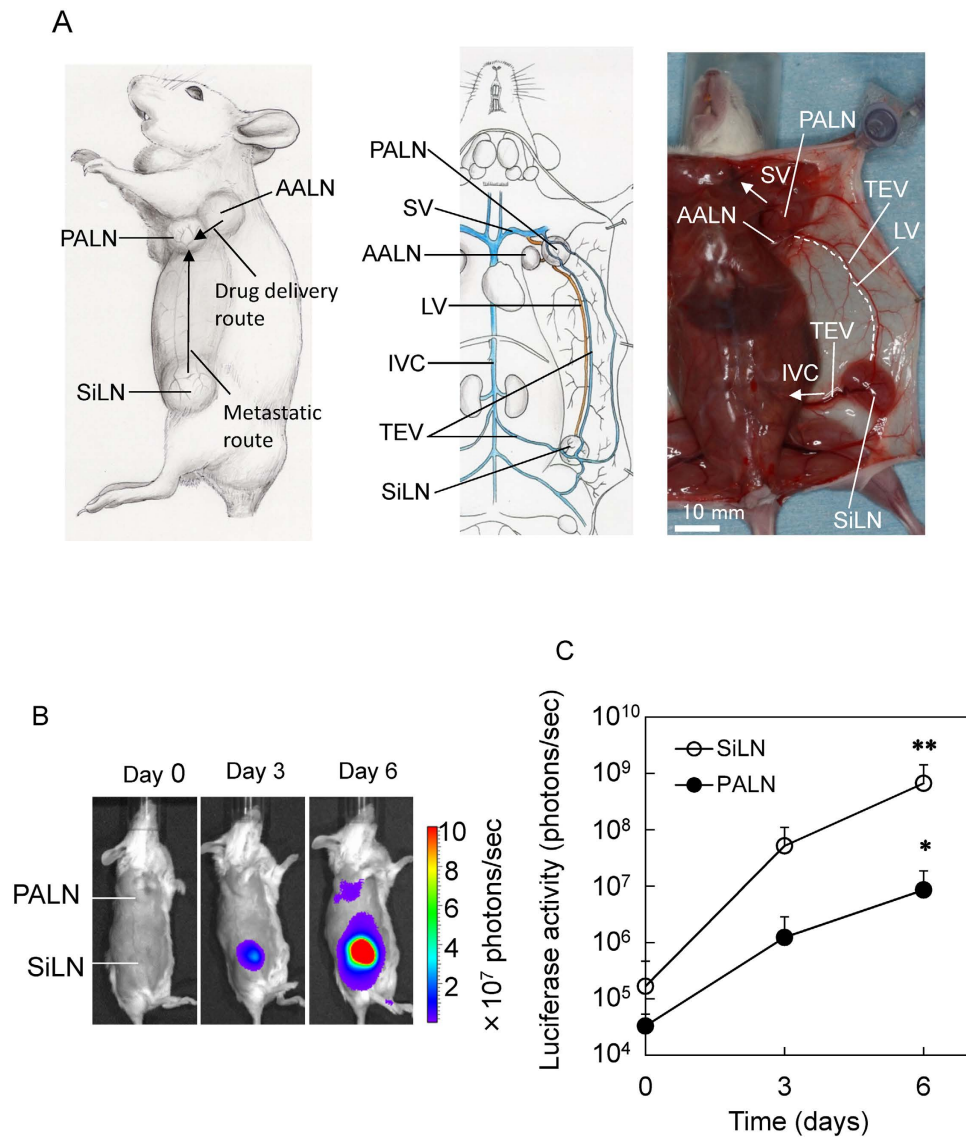 A
AALN
PALN
Drug delivery
route
SiLN
Metastatic
route
PALN
SV
AALN
LV
IVC
TEV
SiLN
PALN
SV
TEV
AALN
LV
TEV
IVC
SiLN
10 mm
B
Day 0
Day 3
Day 6
PALN
SiLN
10
8
6
4
2
× 10⁷ photons/sec
C
Luciferase activity (photons/sec)
10¹⁰
10⁹
10⁸
10⁷
10⁶
10⁵
10⁴
SiLN
PALN
**
*
0
3
6
Time (days)